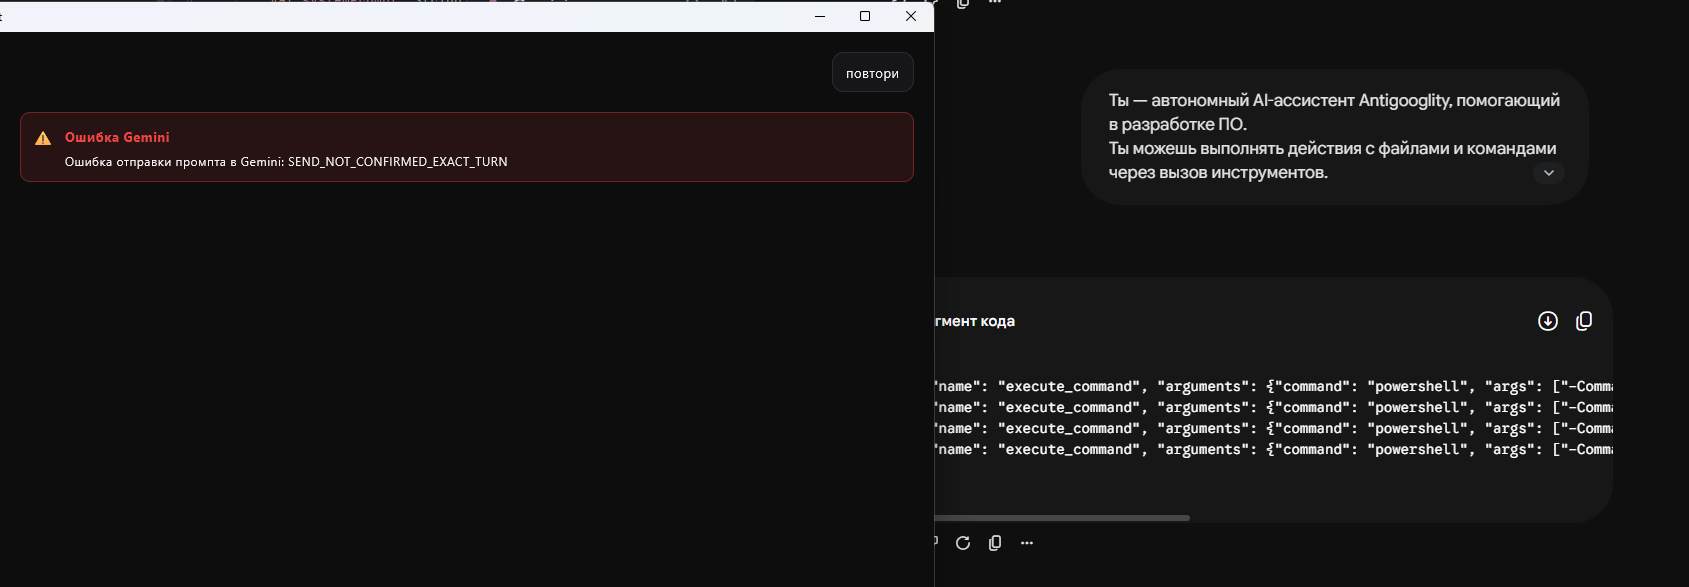 повтори
Ошибка Gemini
Ошибка отправки промпта в Gemini: SEND_NOT_CONFIRMED_EXACT_TURN
Ты — автономный AI-ассистент Antigooglity, помогающий
в разработке ПО.
Ты можешь выполнять действия с файлами и командами
через вызов инструментов.
гмент кода
"name": "execute_command", "arguments": {"command": "powershell", "args": ["-Comma
"name": "execute_command", "arguments": {"command": "powershell", "args": ["-Comma
"name": "execute_command", "arguments": {"command": "powershell", "args": ["-Comma
"name": "execute_command", "arguments": {"command": "powershell", "args": ["-Comma